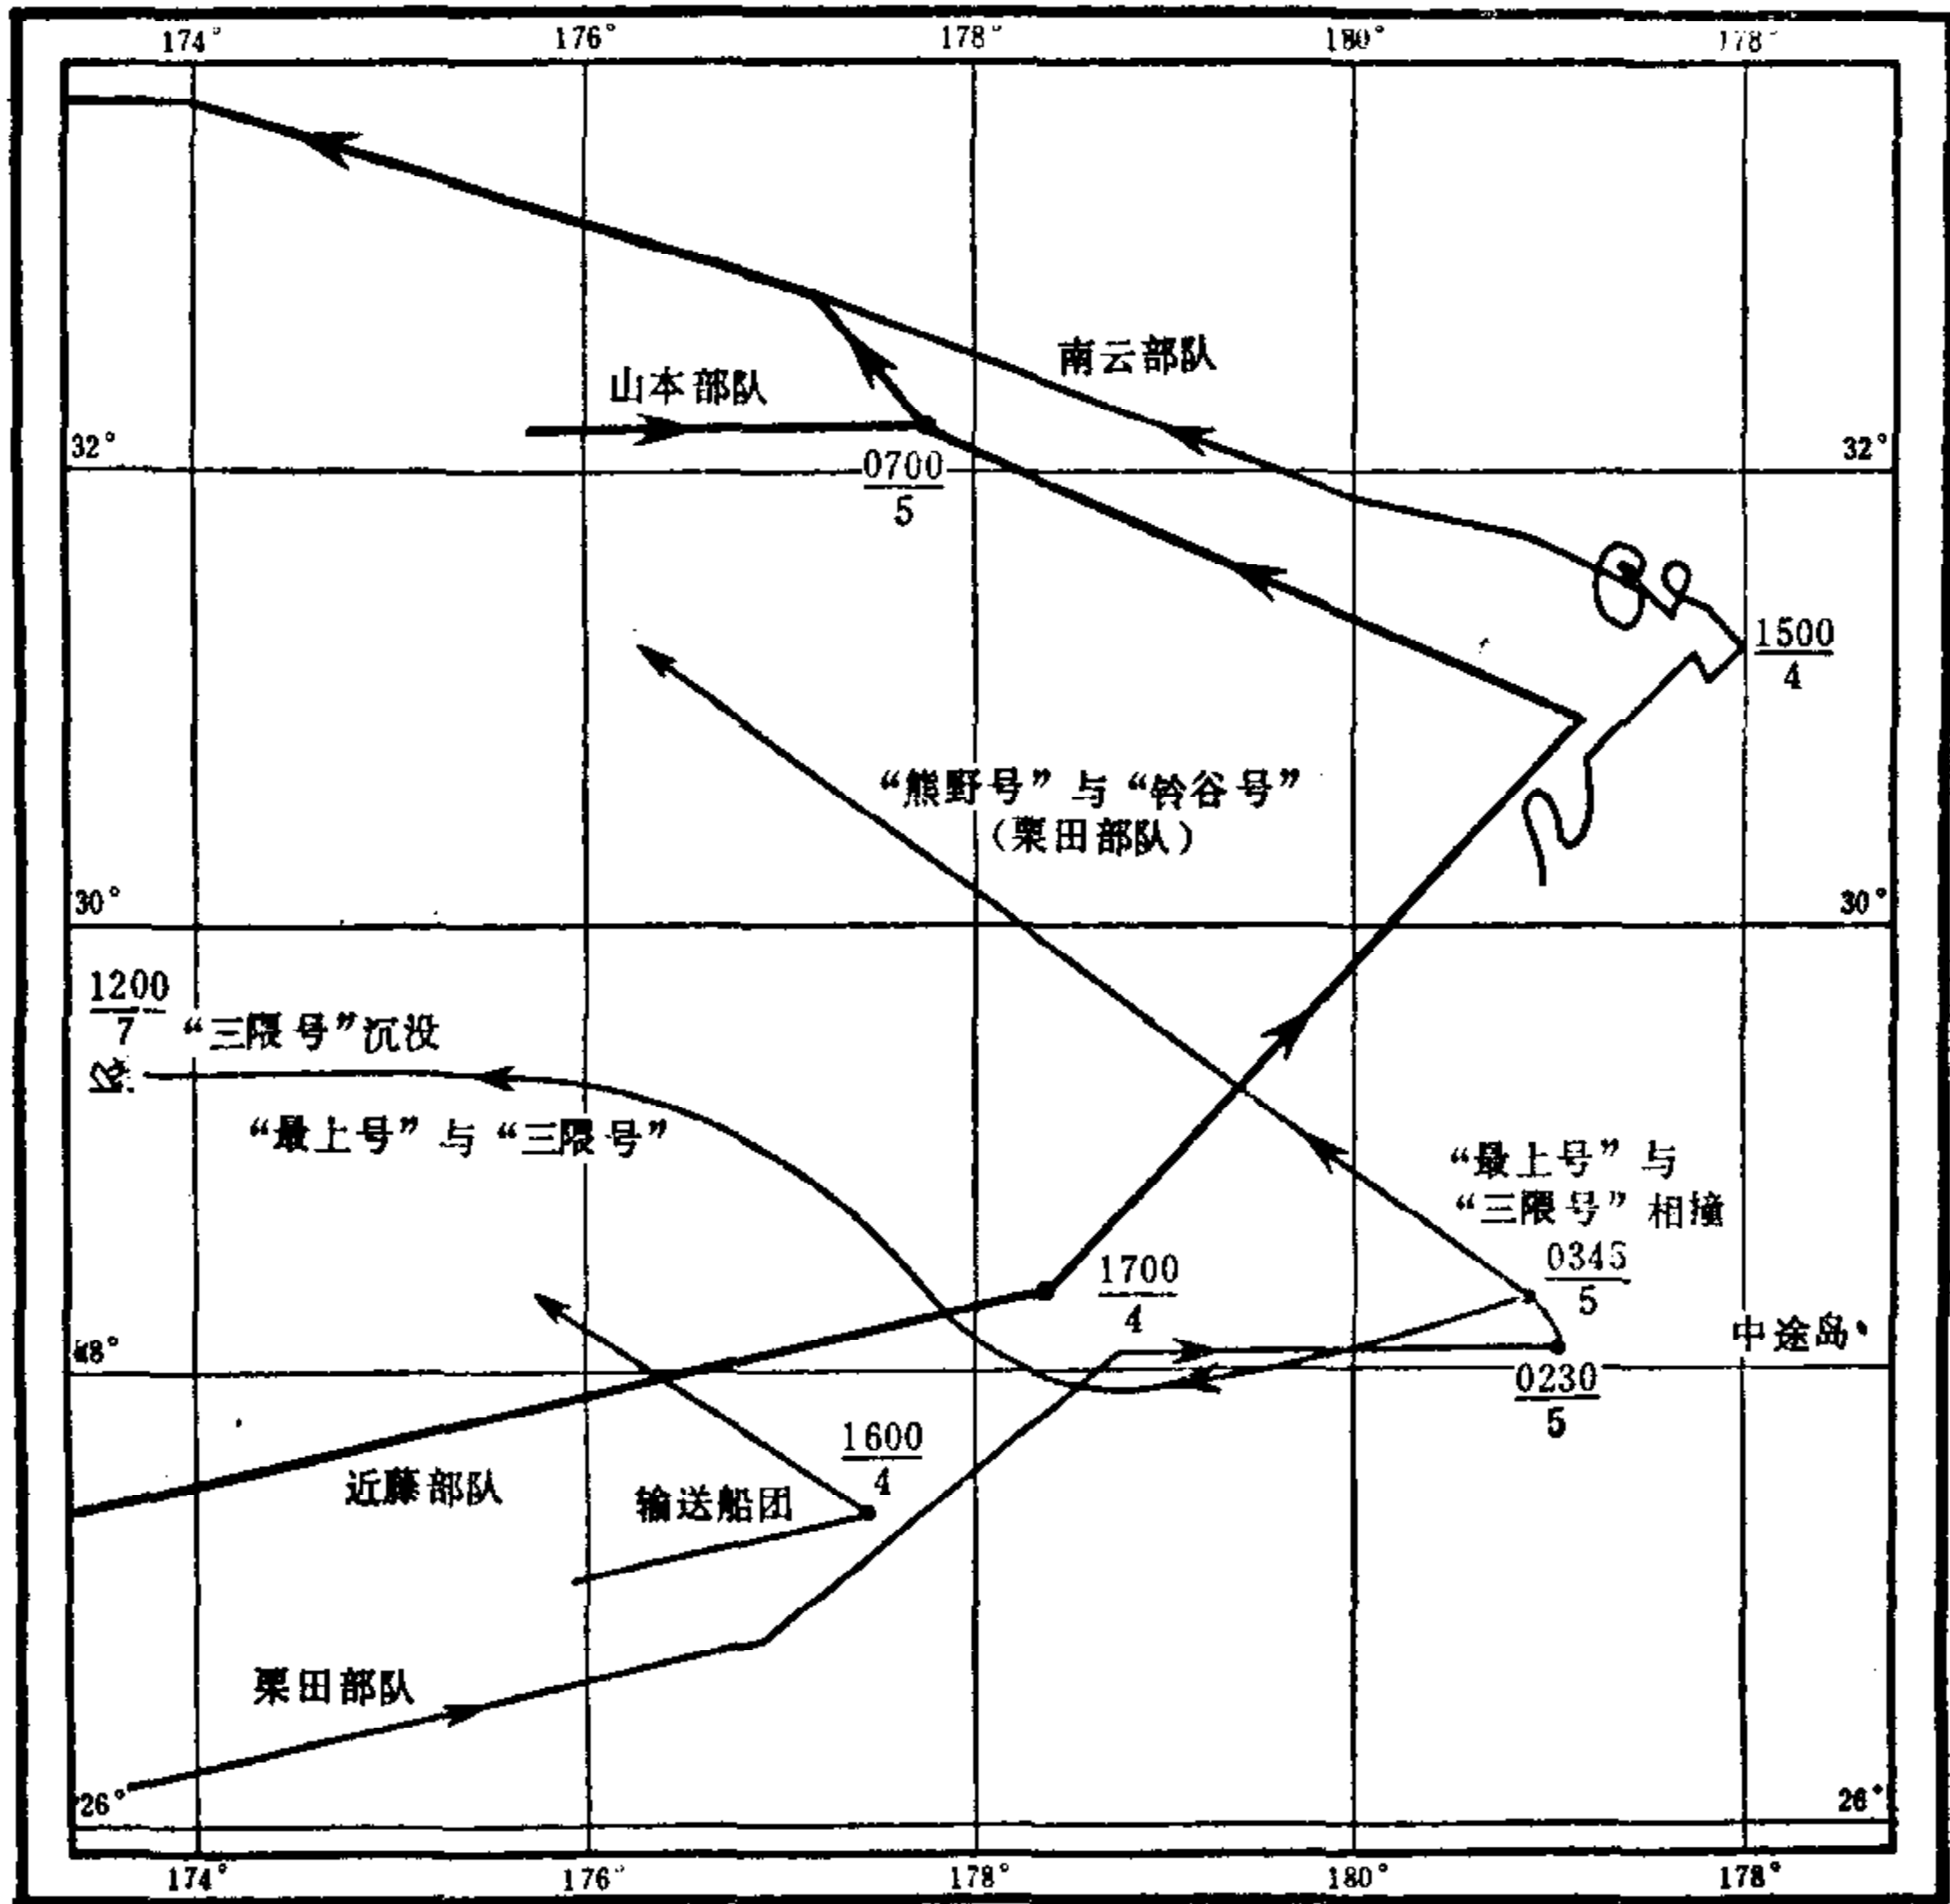 174° 176° 178° 180° 178°
南云部队
山本部队
32° 32°
0700
5
1500
4
“熊野号”与“铃谷号”
（栗田部队）
30° 30°
1200
7
“三隈号”沉没
“最上号”与“三隈号”
“最上号”与
“三隈号”相撞
0345
5
1700
4
中途岛
28°
0230
5
1600
4
近藤部队
输送船团
栗田部队
26° 26°
174° 176° 178° 180° 178°